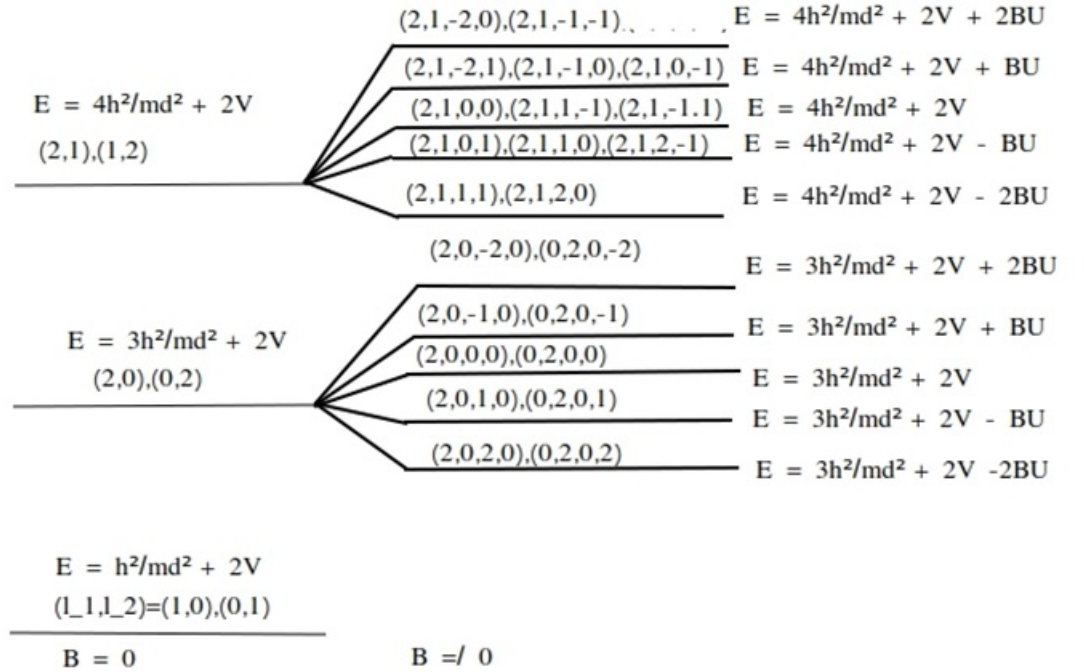 (2,1,-2,0),(2,1,-1,-1). E = 4h²/md² + 2V + 2BU
(2,1,-2,1),(2,1,-1,0),(2,1,0,-1) E = 4h²/md² + 2V + BU
E = 4h²/md² + 2V
(2,1,0,0),(2,1,1,-1),(2,1,-1.1) E = 4h²/md² + 2V
(2,1),(1,2)
(2,1,0,1),(2,1,1,0),(2,1,2,-1) E = 4h²/md² + 2V - BU
(2,1,1,1),(2,1,2,0) E = 4h²/md² + 2V - 2BU
(2,0,-2,0),(0,2,0,-2) E = 3h²/md² + 2V + 2BU
(2,0,-1,0),(0,2,0,-1) E = 3h²/md² + 2V + BU
E = 3h²/md² + 2V
(2,0,0,0),(0,2,0,0) E = 3h²/md² + 2V
(2,0),(0,2)
(2,0,1,0),(0,2,0,1) E = 3h²/md² + 2V - BU
(2,0,2,0),(0,2,0,2) E = 3h²/md² + 2V -2BU
E = h²/md² + 2V
(l_1,l_2)=(1,0),(0,1)
B = 0 B =/ 0